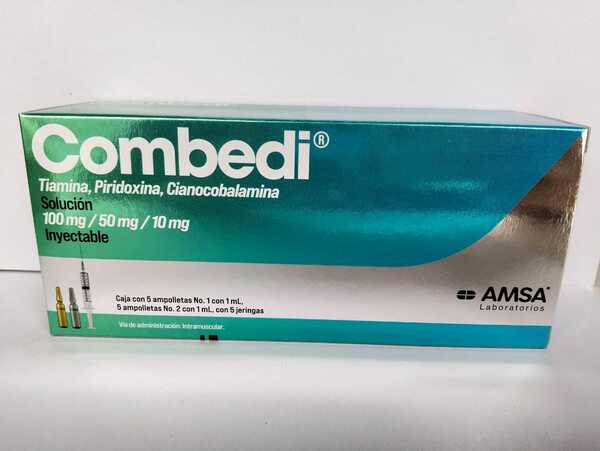 Combedi®
Tiamina, Piridoxina, Cianocobalamina
Solución
100 mg / 50 mg / 10 mg
Inyectable
Caja con 5 ampolletas No. 1 con 1 mL,
5 ampolletas No. 2 con 1 mL, con 5 jeringas
Vía de administración: Intramuscular.
AMSA
Laboratorios